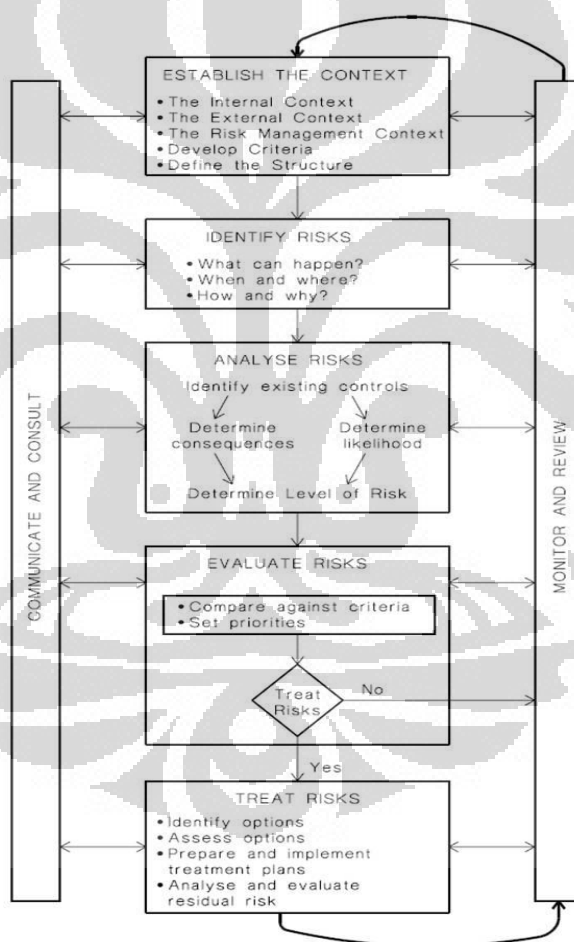 ESTABLISH THE CONTEXT
• The Internal Context
• The External Context
• The Risk Management Context
• Develop Criteria
• Define the Structure
IDENTIFY RISKS
• What can happen?
• When and where?
• How and why?
ANALYSE RISKS
Identify existing controls
Determine consequences
Determine likelihood
Determine Level of Risk
EVALUATE RISKS
• Compare against criteria
• Set priorities
Treat
Risks
No
Yes
TREAT RISKS
• Identify options
• Assess options
• Prepare and implement
treatment plans
• Analyse and evaluate
residual risk
COMMUNICATE AND CONSULT
MONITOR AND REVIEW